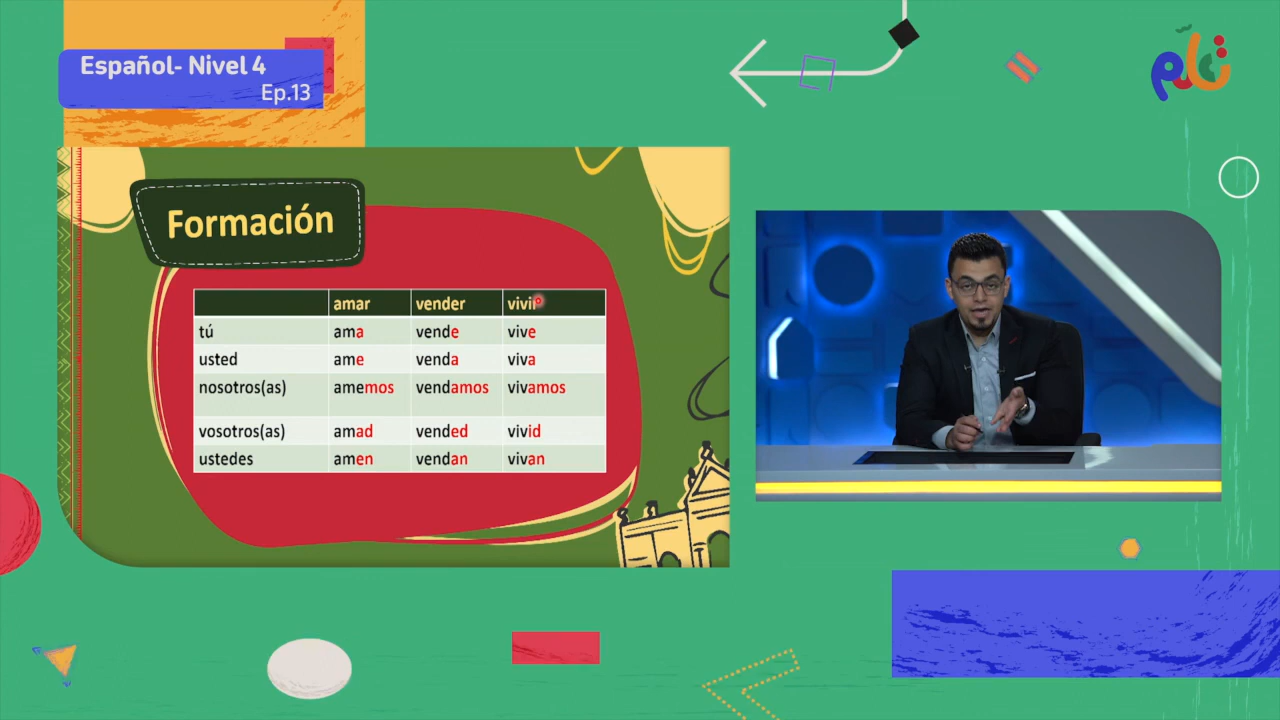 Español- Nivel 4
Ep.13
تعلّم
Formación
amar vender vivir
tú ama vende vive
usted ame venda viva
nosotros(as) amemos vendamos vivamos
vosotros(as) amad vended vivid
ustedes amen vendan vivan